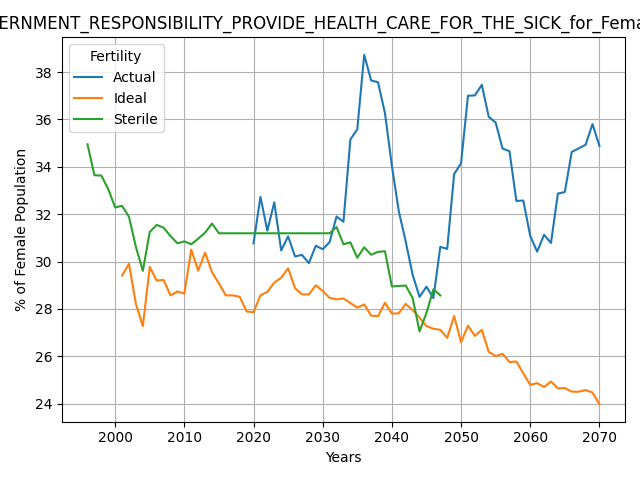 ERNMENT_RESPONSIBILITY_PROVIDE_HEALTH_CARE_FOR_THE_SICK_for_Fema
Fertility
Actual
Ideal
Sterile
% of Female Population
38
36
34
32
30
28
26
24
2000 2010 2020 2030 2040 2050 2060 2070
Years